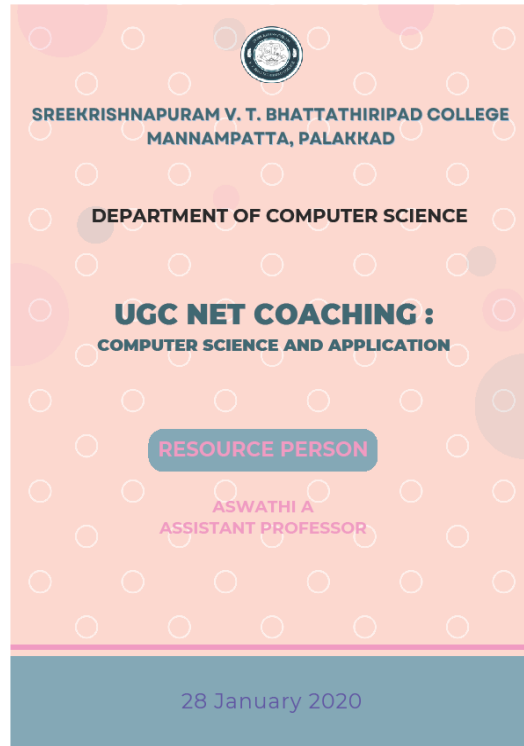 SREEKRISHNAPURAM V. T. BHATTATHIRIPAD COLLEGE
MANNAMPATTA, PALAKKAD
DEPARTMENT OF COMPUTER SCIENCE
UGC NET COACHING :
COMPUTER SCIENCE AND APPLICATION
RESOURCE PERSON
ASWATHI A
ASSISTANT PROFESSOR
28 January 2020